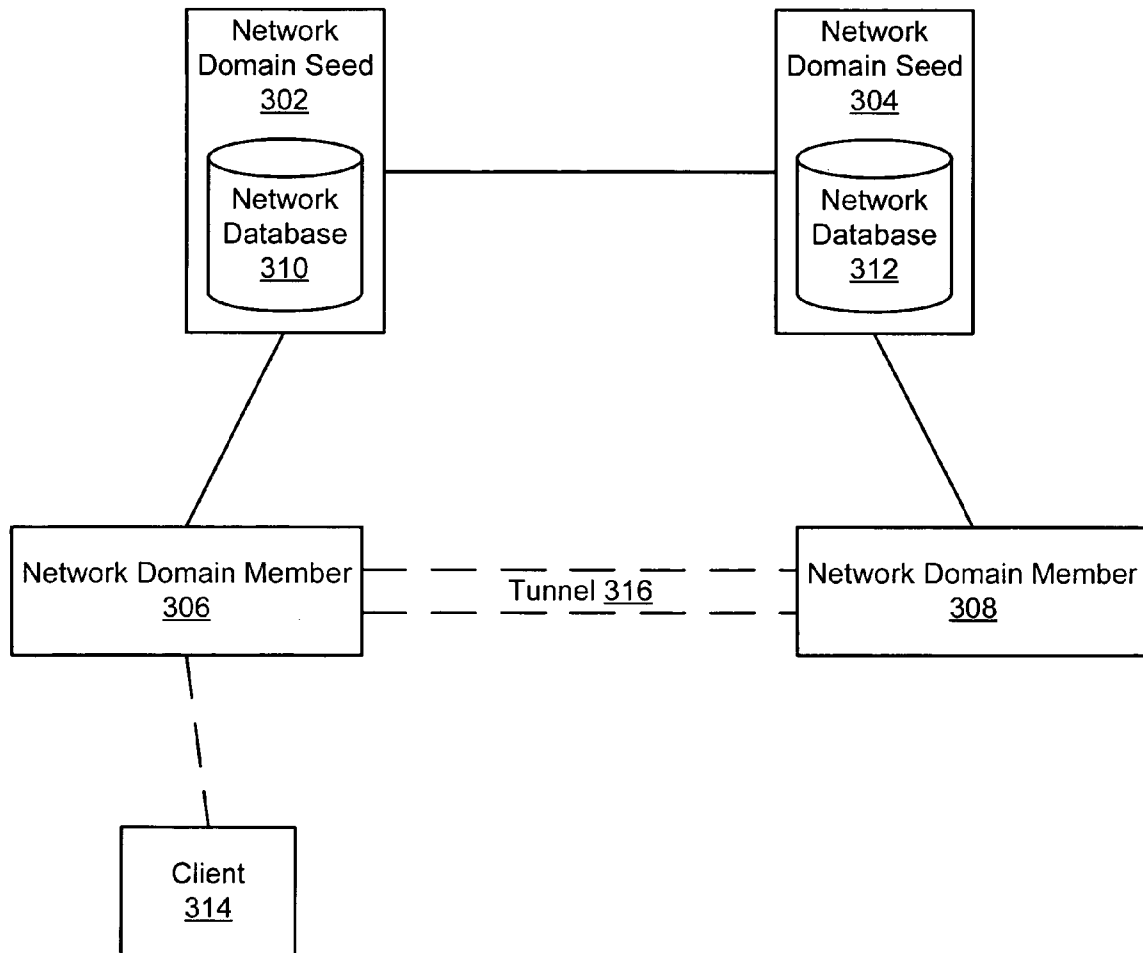 Network
Domain Seed
302
Network
Database
310
Network
Domain Seed
304
Network
Database
312
Network Domain Member
306
Tunnel 316
Network Domain Member
308
Client
314